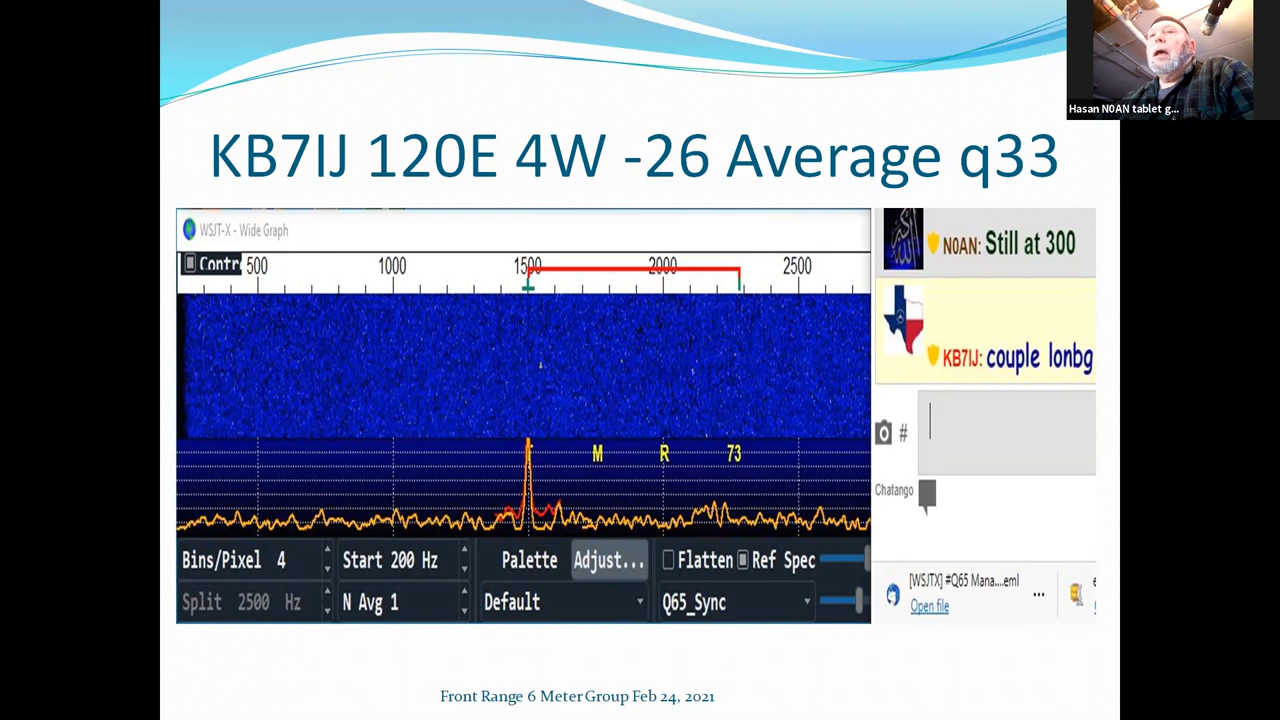 Hasan N0AN tablet g...
KB7IJ 120E 4W -26 Average q33
WSJT-X - Wide Graph
Contr 500 1000 1500 2000 2500
N0AN: Still at 300
KB7IJ: couple lonbg
M R 73
#
Chatango
Bins/Pixel 4 Start 200 Hz Palette Adjust... Flatten Ref Spec
Split 2500 Hz N Avg 1 Default Q65_Sync
[WSJTX] #Q65 Mana....eml
...
Open file
Front Range 6 Meter Group Feb 24, 2021